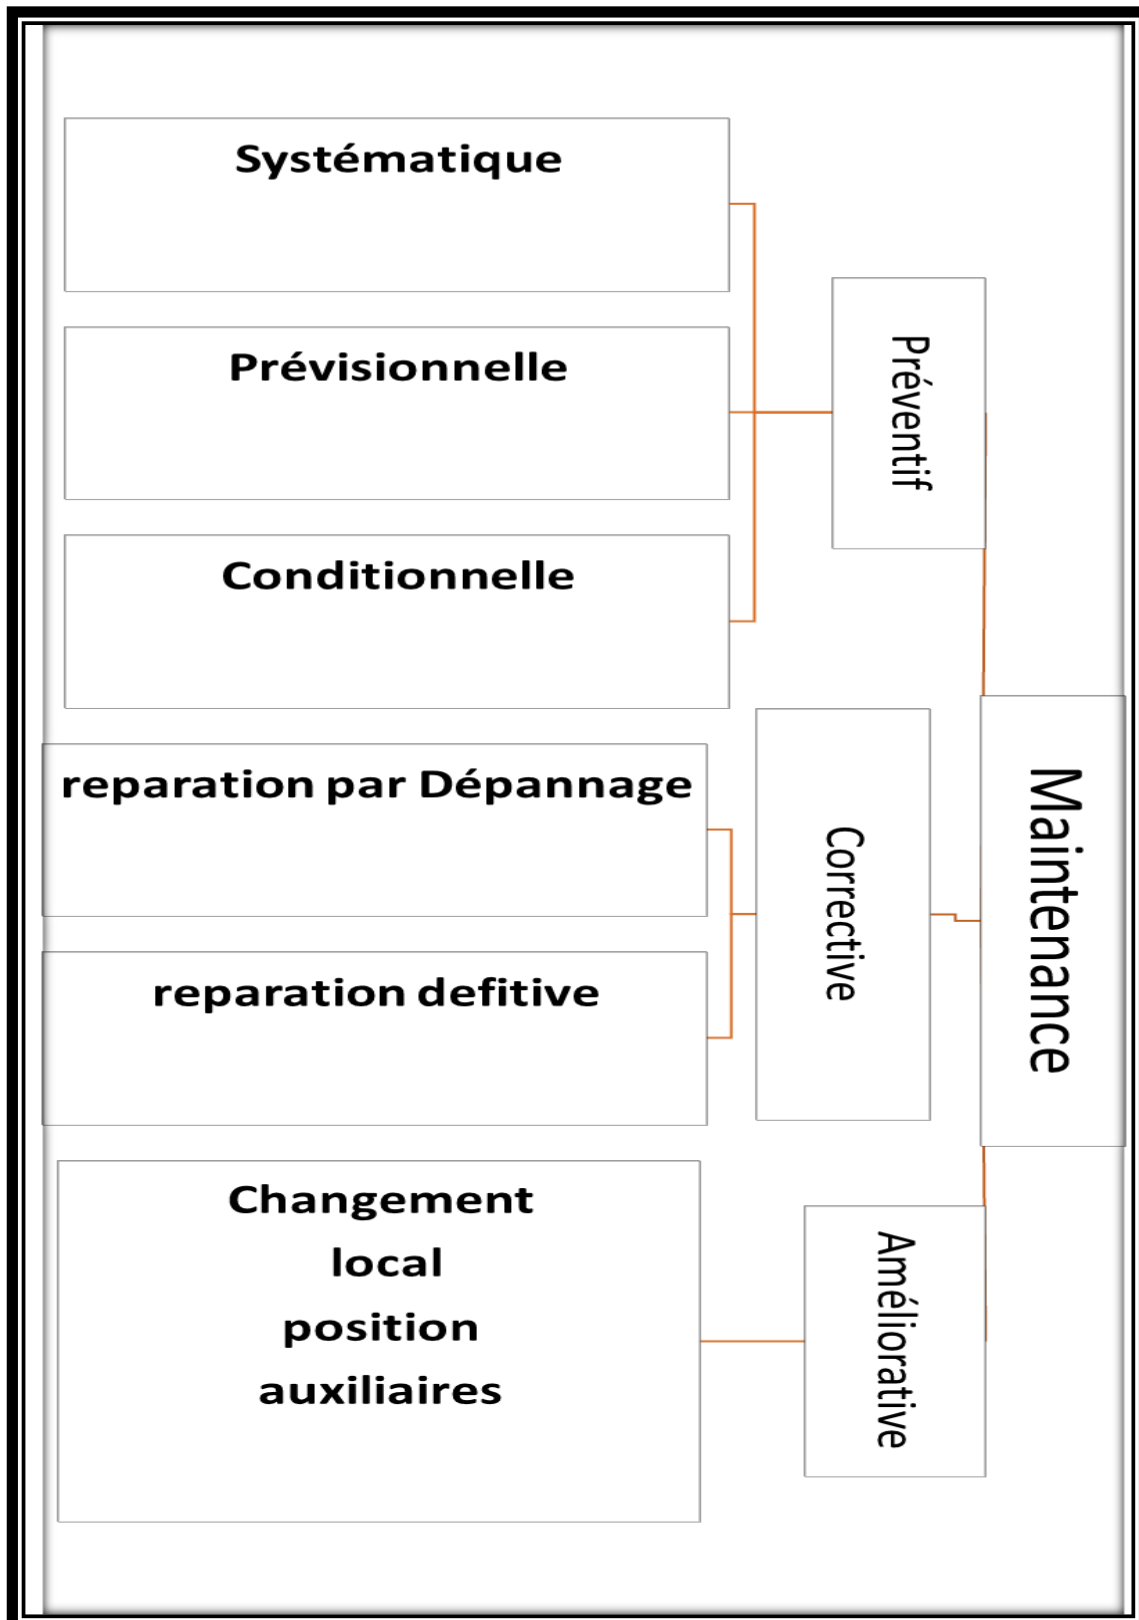 Maintenance
Préventif
Systématique
Prévisionnelle
Conditionnelle
Corrective
reparation par Dépannage
reparation defitive
Améliorative
Changement
local
position
auxiliaires